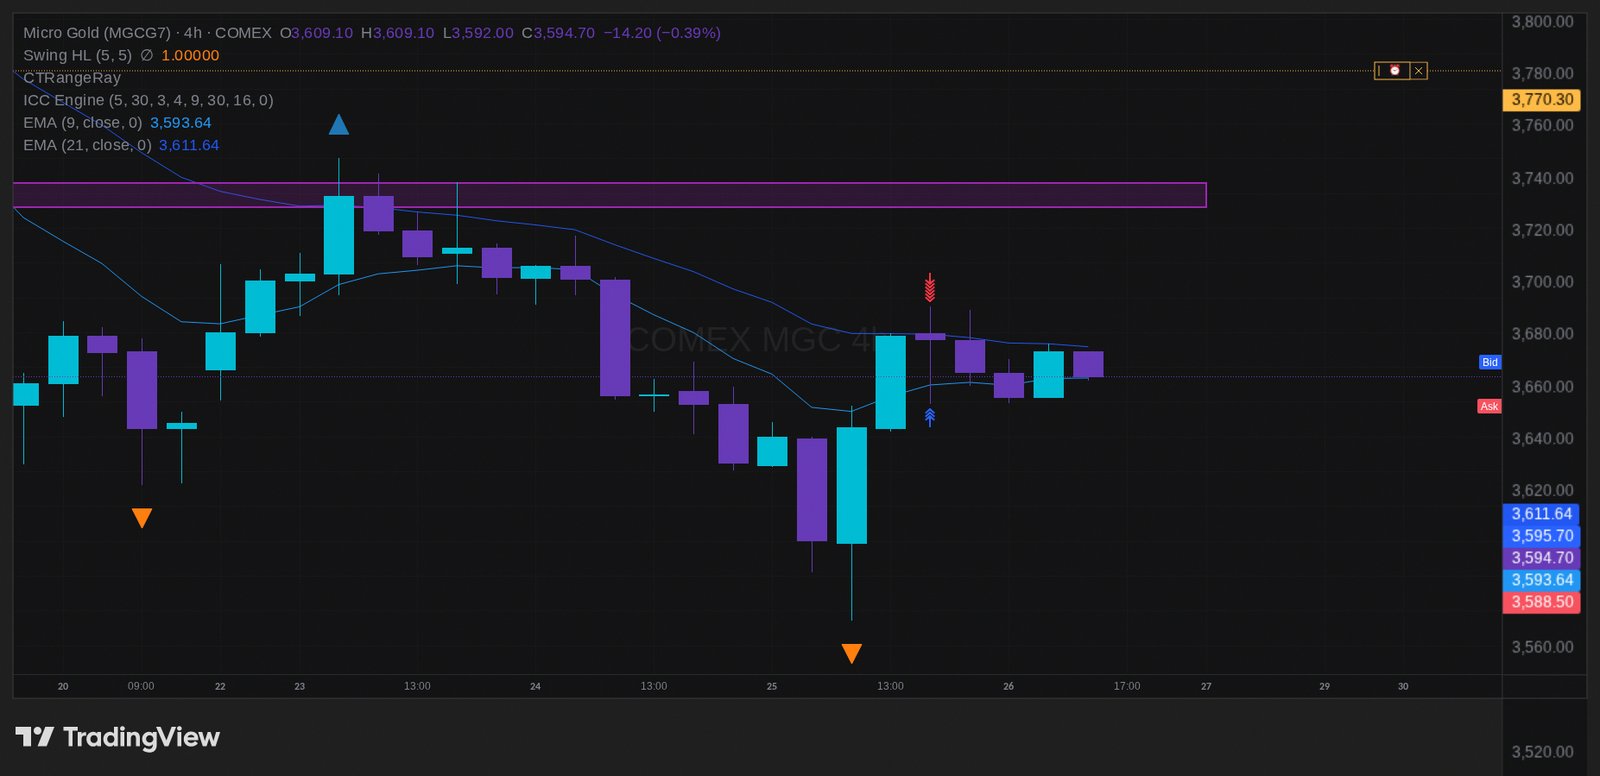 Micro Gold (MGCG7) · 4h · COMEX O3,609.10 H3,609.10 L3,592.00 C3,594.70 −14.20 (−0.39%)
Swing HL (5, 5) ∅ 1.00000
CTRangeRay
ICC Engine (5, 30, 3, 4, 9, 30, 16, 0)
EMA (9, close, 0) 3,593.64
EMA (21, close, 0) 3,611.64
COMEX MGC 4h
3,800.00
3,780.00
3,770.30
3,760.00
3,740.00
3,720.00
3,700.00
3,680.00
Bid
3,660.00
Ask
3,640.00
3,620.00
3,611.64
3,595.70
3,594.70
3,593.64
3,588.50
3,560.00
3,520.00
20 09:00 22 23 13:00 24 13:00 25 13:00 26 17:00 27 29 30
TradingView